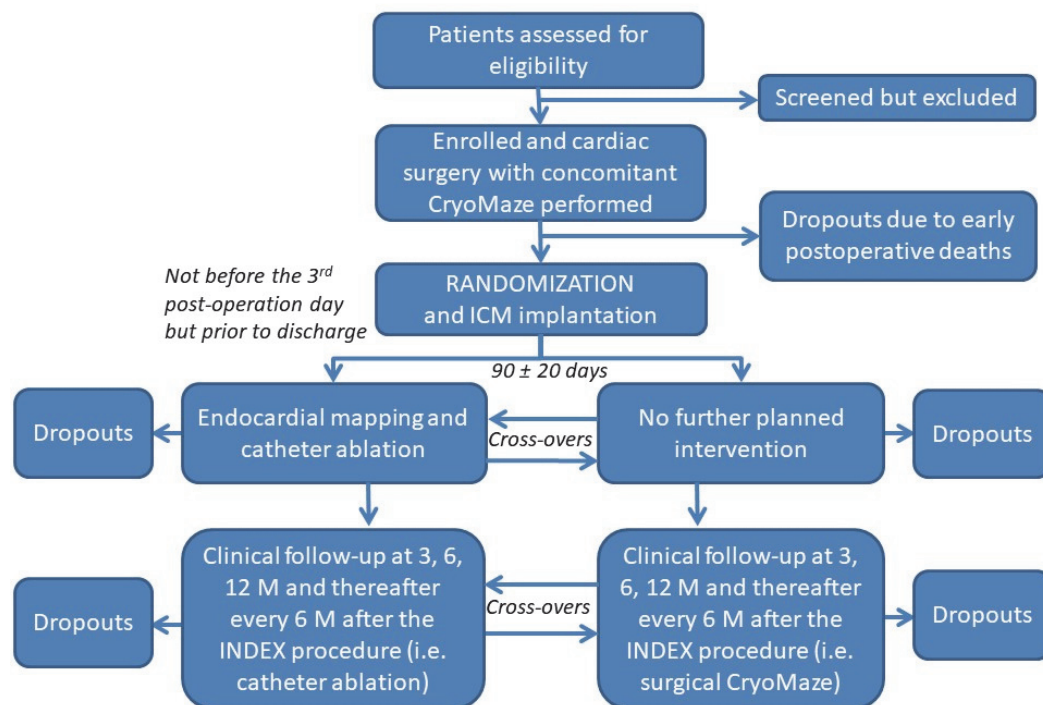 Patients assessed for
eligibility
Screened but excluded
Enrolled and cardiac
surgery with concomitant
CryoMaze performed
Dropouts due to early
postoperative deaths
Not before the 3rd
post-operation day
but prior to discharge
RANDOMIZATION
and ICM implantation
90 ± 20 days
Dropouts
Endocardial mapping and
catheter ablation
Cross-overs
No further planned
intervention
Dropouts
Dropouts
Clinical follow-up at 3, 6,
12 M and thereafter
every 6 M after the
INDEX procedure (i.e.
catheter ablation)
Cross-overs
Clinical follow-up at 3,
6, 12 M and thereafter
every 6 M after the
INDEX procedure (i.e.
surgical CryoMaze)
Dropouts